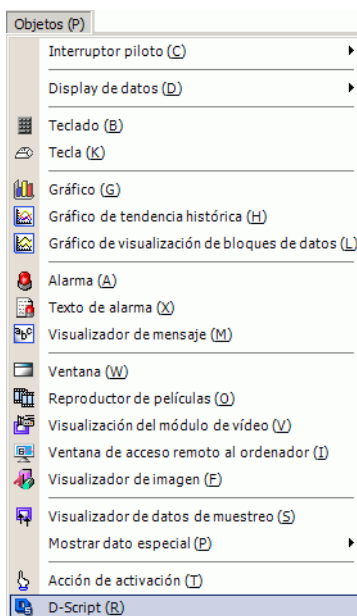 Objetos (P)
Interruptor piloto (C)
Display de datos (D)
Teclado (B)
Tecla (K)
Gráfico (G)
Gráfico de tendencia histórica (H)
Gráfico de visualización de bloques de datos (L)
Alarma (A)
Texto de alarma (X)
Visualizador de mensaje (M)
Ventana (W)
Reproductor de películas (O)
Visualización del módulo de vídeo (V)
Ventana de acceso remoto al ordenador (I)
Visualizador de imagen (F)
Visualizador de datos de muestreo (S)
Mostrar dato especial (P)
Acción de activación (T)
D-Script (R)